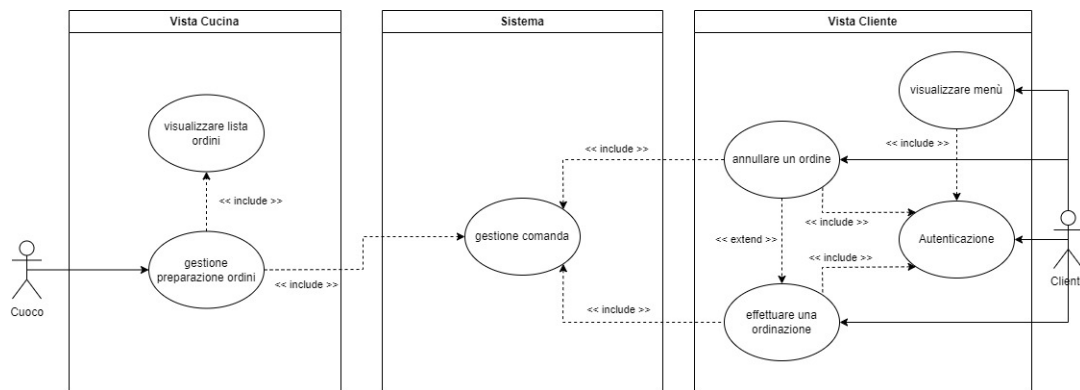 Vista Cucina
Sistema
Vista Cliente
visualizzare menù
visualizzare lista
ordini
<< include >>
<< include >>
annullare un ordine
<< include >>
<< include >>
gestione comanda
<< extend >>
Autenticazione
gestione
preparazione ordini
<< include >>
<< include >>
<< include >>
effettuare una
ordinazione
Cuoco
Cliente